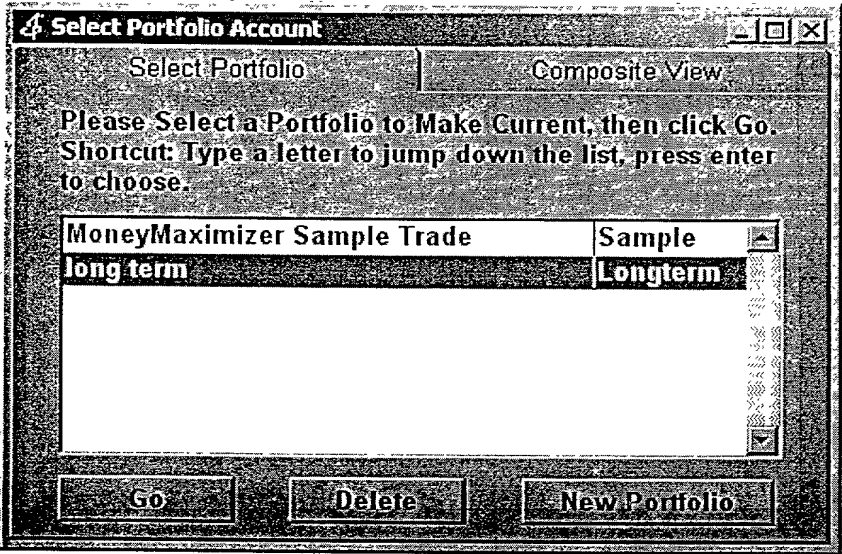 Select Portfolio Account
Select Portfolio Composite View
Please Select a Portfolio to Make Current, then click Go.
Shortcut: Type a letter to jump down the list, press enter
to choose.
MoneyMaximizer Sample Trade Sample
long term Longterm
Go Delete New Portfolio